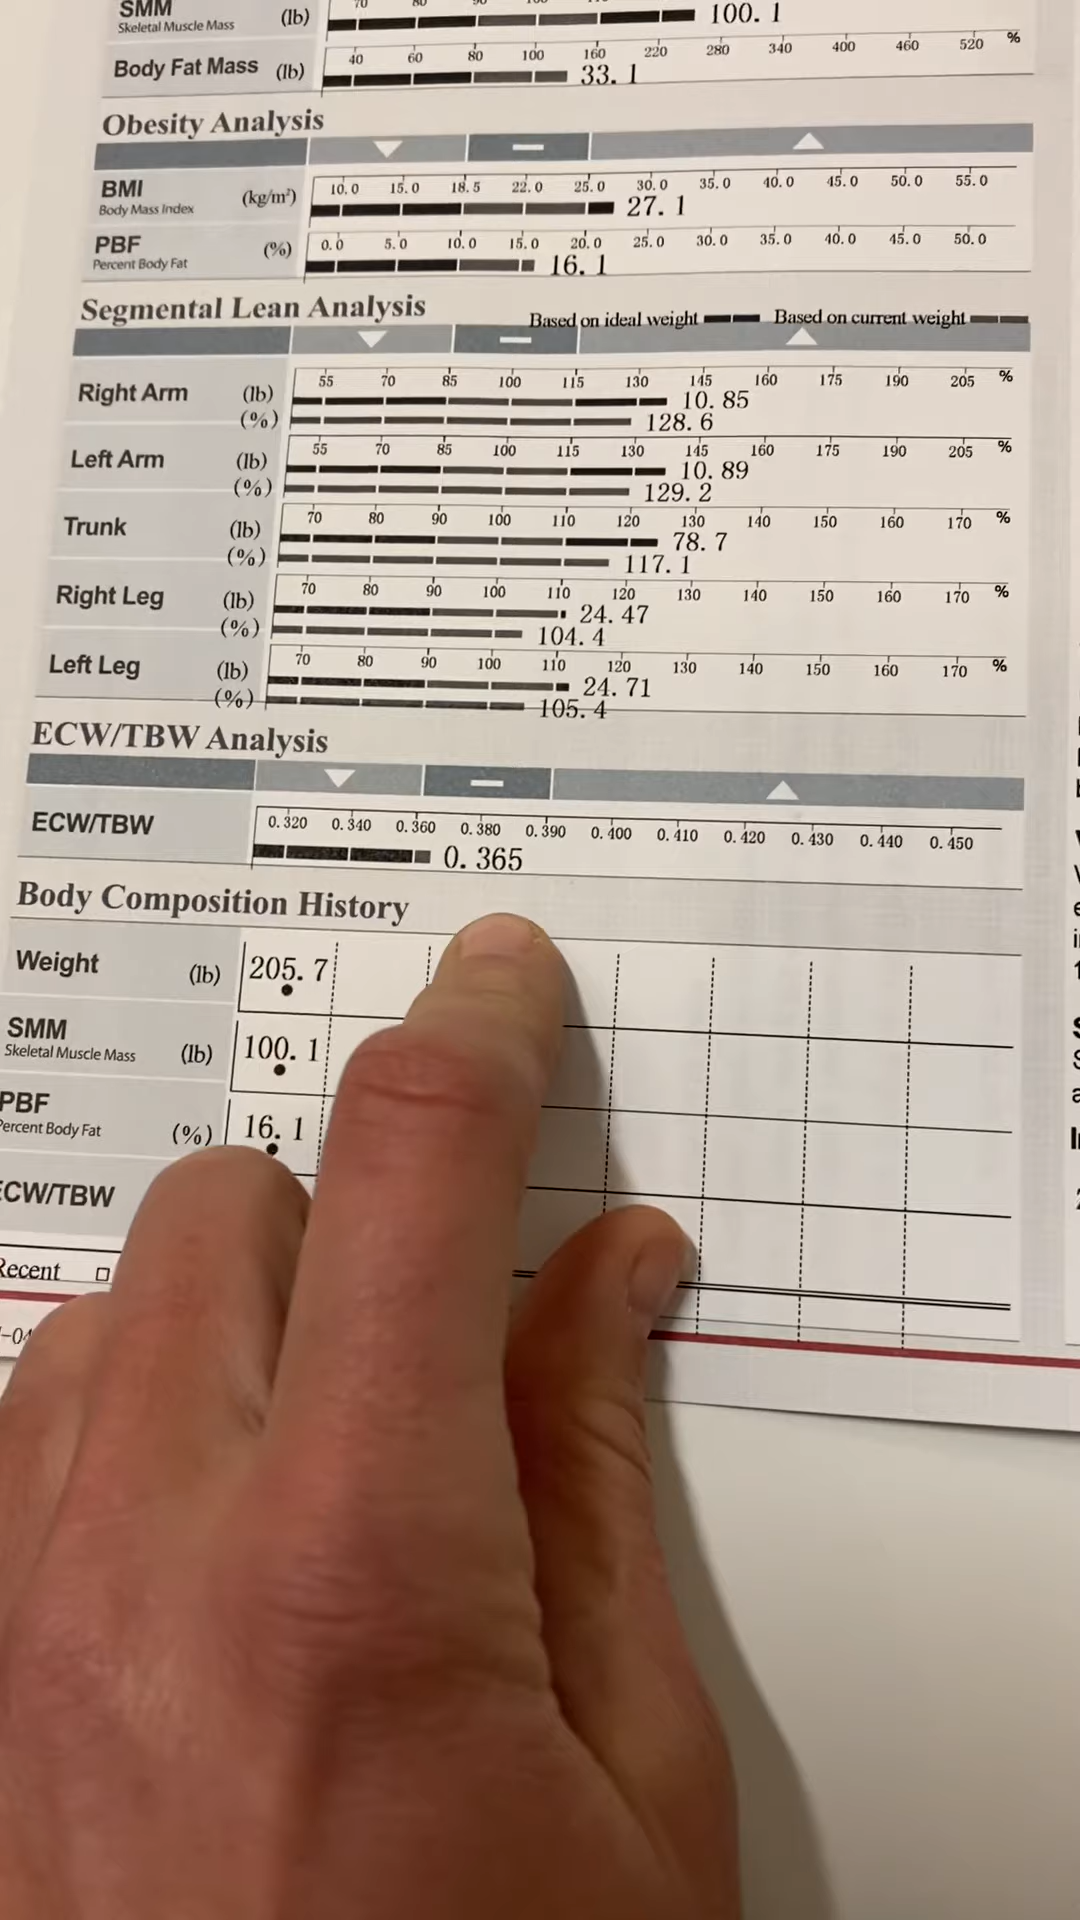 SMM (lb) 70 80 90 100 100. 1
Skeletal Muscle Mass
Body Fat Mass (lb) 40 60 80 100 160 220 280 340 400 460 520 %
33. 1
Obesity Analysis
BMI (kg/m²) 10. 0 15. 0 18. 5 22. 0 25. 0 30. 0 35. 0 40. 0 45. 0 50. 0 55. 0
Body Mass Index 27. 1
PBF (%) 0. 0 5. 0 10. 0 15. 0 20. 0 25. 0 30. 0 35. 0 40. 0 45. 0 50. 0
Percent Body Fat 16. 1
Segmental Lean Analysis Based on ideal weight Based on current weight
Right Arm (lb) 55 70 85 100 115 130 145 160 175 190 205 %
10. 85
(%) 128. 6
Left Arm (lb) 55 70 85 100 115 130 145 160 175 190 205 %
10. 89
(%) 129. 2
Trunk (lb) 70 80 90 100 110 120 130 140 150 160 170 %
78. 7
(%) 117. 1
Right Leg (lb) 70 80 90 100 110 120 130 140 150 160 170 %
24. 47
(%) 104. 4
Left Leg (lb) 70 80 90 100 110 120 130 140 150 160 170 %
24. 71
(%) 105. 4
ECW/TBW Analysis
ECW/TBW 0. 320 0. 340 0. 360 0. 380 0. 390 0. 400 0. 410 0. 420 0. 430 0. 440 0. 450
0. 365
Body Composition History
Weight (lb) 205. 7
SMM (lb) 100. 1
Skeletal Muscle Mass
PBF (%) 16. 1
Percent Body Fat
ECW/TBW
Recent